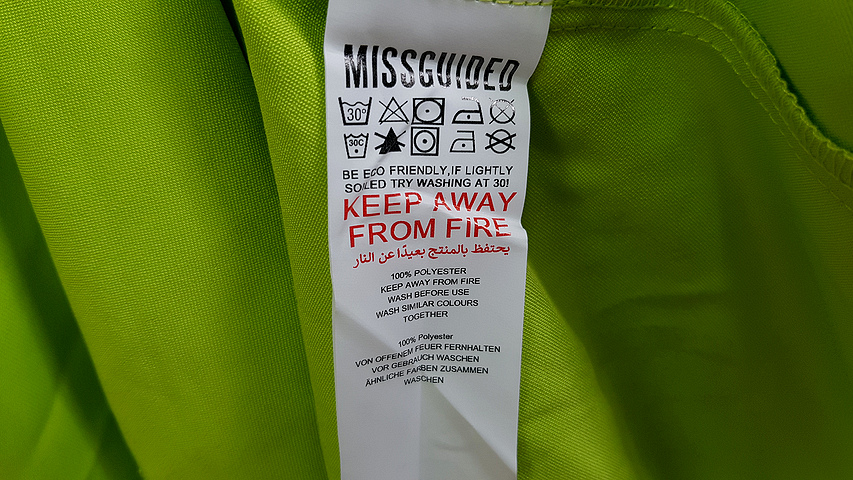 MISSGUIDED
30°
30C
BE ECO FRIENDLY,IF LIGHTLY
SOILED TRY WASHING AT 30!
KEEP AWAY
FROM FIRE
يحتفظ بالمنتج بعيدًا عن النار
100% POLYESTER
KEEP AWAY FROM FIRE
WASH BEFORE USE
WASH SIMILAR COLOURS
TOGETHER
100% Polyester
VON OFFENEM FEUER FERNHALTEN
VOR GEBRAUCH WASCHEN
ÄHNLICHE FARBEN ZUSAMMEN
WASCHEN